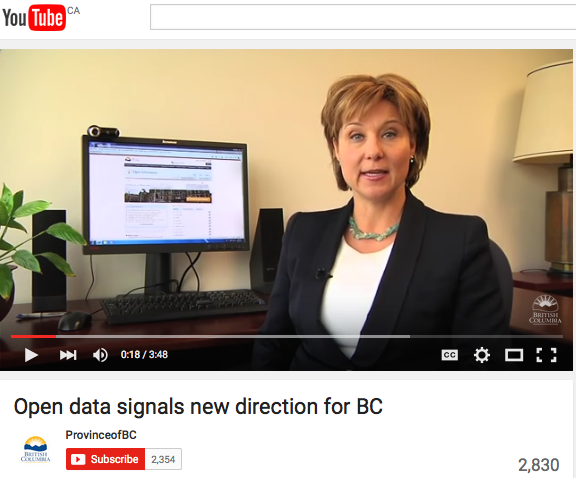 YouTube CA
lenovo
BRITISH
COLUMBIA
0:18 / 3:48
CC
Open data signals new direction for BC
ProvinceofBC
BRITISH
COLUMBIA
Subscribe 2,354
2,830